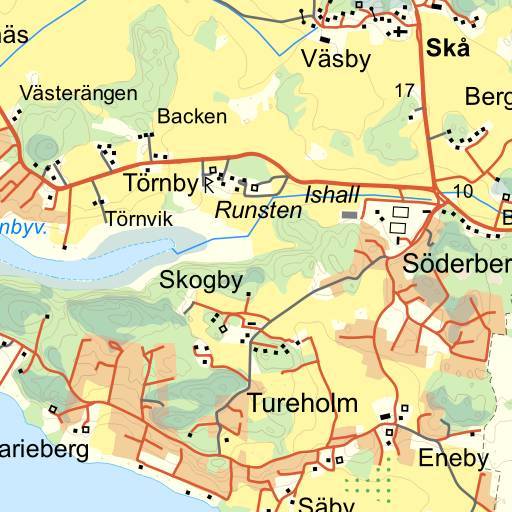 äs
Väsby
Skå
Västerängen
17
Berg
Backen
Törnby
R
Ishall
10
Runsten
B
Törnvik
nbyv.
Söderber
Skogby
Tureholm
arieberg
Eneby
Säby